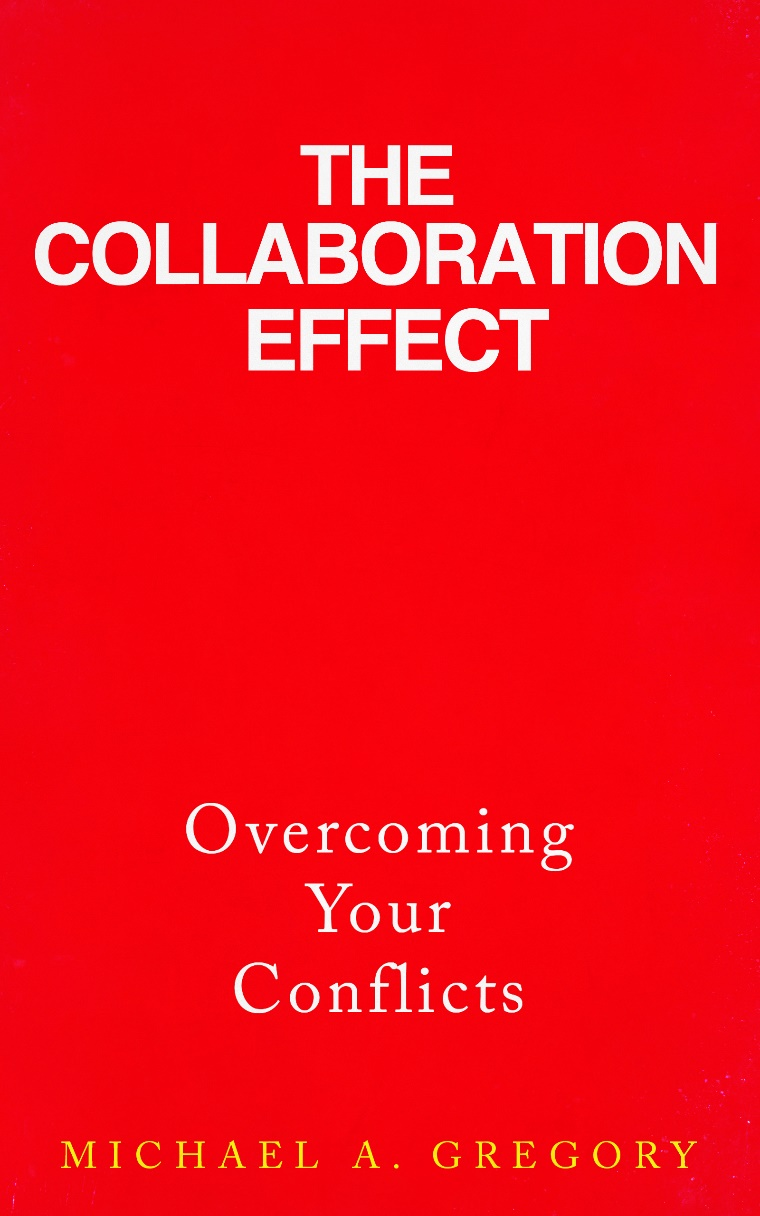 THE
COLLABORATION
EFFECT
Overcoming
Your
Conflicts
MICHAEL A. GREGORY